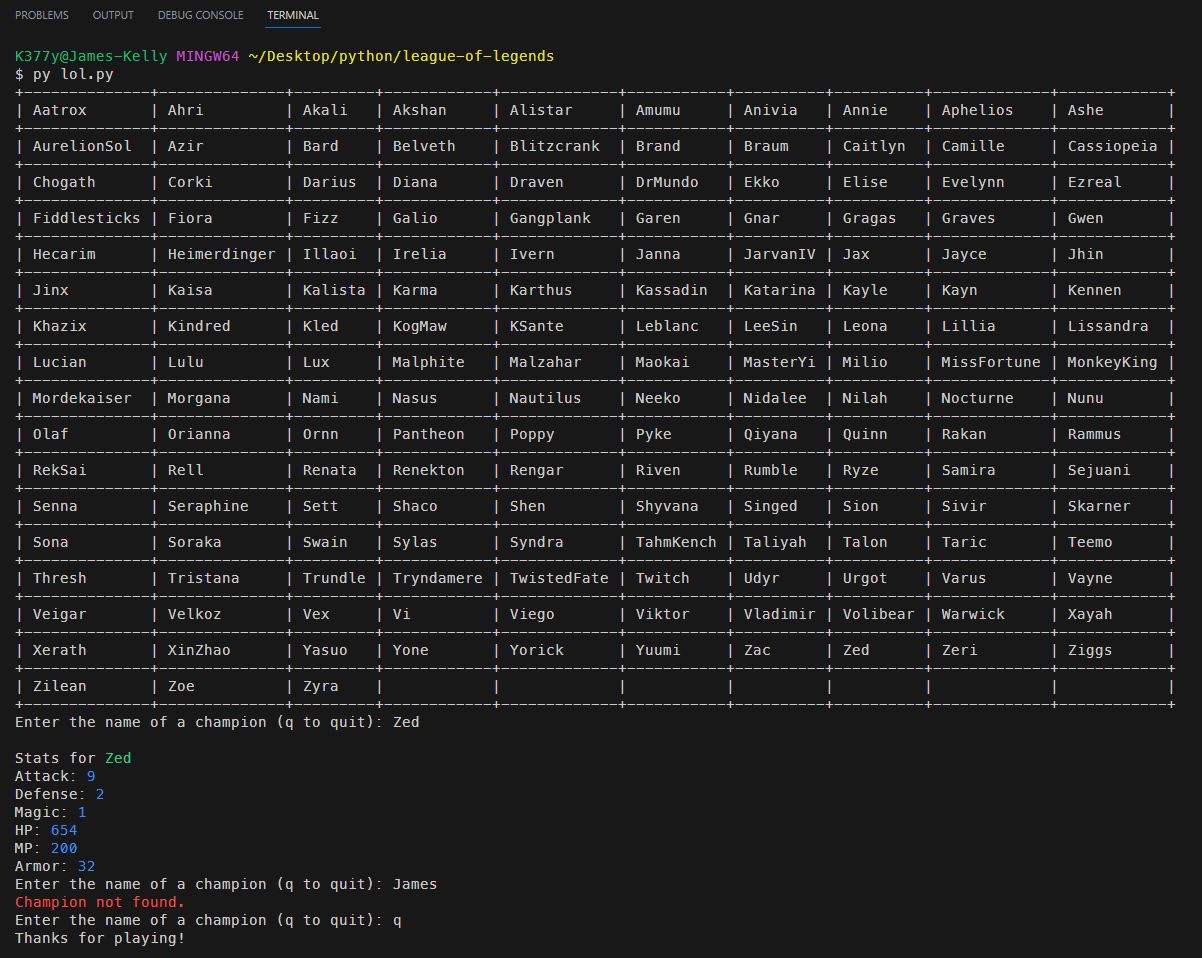 PROBLEMS OUTPUT DEBUG CONSOLE TERMINAL
K377y@James-Kelly MINGW64 ~/Desktop/python/league-of-legends
$ py lol.py
+--------------+--------------+---------+------------+-------------+-----------+----------+----------+-------------+------------+
| Aatrox | Ahri | Akali | Akshan | Alistar | Amumu | Anivia | Annie | Aphelios | Ashe |
| AurelionSol | Azir | Bard | Belveth | Blitzcrank | Brand | Braum | Caitlyn | Camille | Cassiopeia |
| Chogath | Corki | Darius | Diana | Draven | DrMundo | Ekko | Elise | Evelynn | Ezreal |
| Fiddlesticks | Fiora | Fizz | Galio | Gangplank | Garen | Gnar | Gragas | Graves | Gwen |
| Hecarim | Heimerdinger | Illaoi | Irelia | Ivern | Janna | JarvanIV | Jax | Jayce | Jhin |
| Jinx | Kaisa | Kalista | Karma | Karthus | Kassadin | Katarina | Kayle | Kayn | Kennen |
| Khazix | Kindred | Kled | KogMaw | KSante | Leblanc | LeeSin | Leona | Lillia | Lissandra |
| Lucian | Lulu | Lux | Malphite | Malzahar | Maokai | MasterYi | Milio | MissFortune | MonkeyKing |
| Mordekaiser | Morgana | Nami | Nasus | Nautilus | Neeko | Nidalee | Nilah | Nocturne | Nunu |
| Olaf | Orianna | Ornn | Pantheon | Poppy | Pyke | Qiyana | Quinn | Rakan | Rammus |
| RekSai | Rell | Renata | Renekton | Rengar | Riven | Rumble | Ryze | Samira | Sejuani |
| Senna | Seraphine | Sett | Shaco | Shen | Shyvana | Singed | Sion | Sivir | Skarner |
| Sona | Soraka | Swain | Sylas | Syndra | TahmKench | Taliyah | Talon | Taric | Teemo |
| Thresh | Tristana | Trundle | Tryndamere | TwistedFate | Twitch | Udyr | Urgot | Varus | Vayne |
| Veigar | Velkoz | Vex | Vi | Viego | Viktor | Vladimir | Volibear | Warwick | Xayah |
| Xerath | XinZhao | Yasuo | Yone | Yorick | Yuumi | Zac | Zed | Zeri | Ziggs |
| Zilean | Zoe | Zyra | | | | | | | |
Enter the name of a champion (q to quit): Zed
Stats for Zed
Attack: 9
Defense: 2
Magic: 1
HP: 654
MP: 200
Armor: 32
Enter the name of a champion (q to quit): James
Champion not found.
Enter the name of a champion (q to quit): q
Thanks for playing!